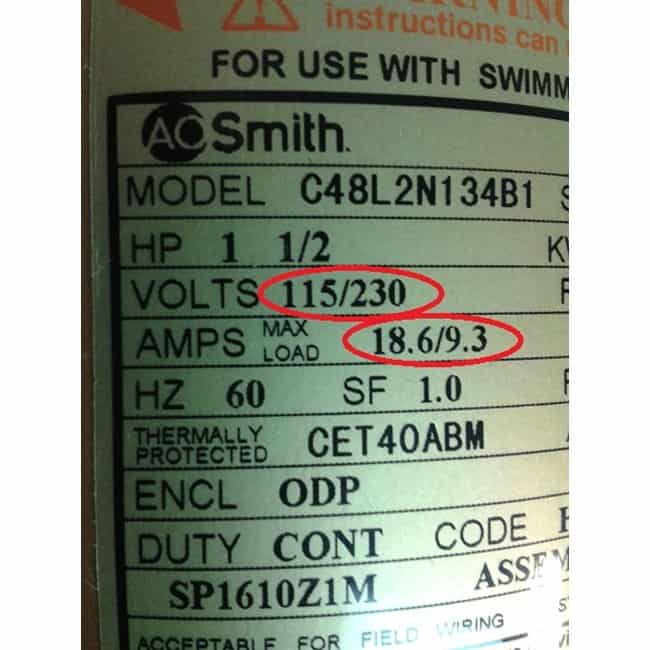 instructions can
FOR USE WITH SWIMM
AO Smith.
MODEL C48L2N134B1 S
HP 1 1/2 KV
VOLTS 115/230
AMPS MAX LOAD 18.6/9.3
HZ 60 SF 1.0
THERMALLY PROTECTED CET40ABM
ENCL ODP
DUTY CONT CODE
SP1610Z1M ASSEM
ACCEPTABLE FOR FIELD WIRING